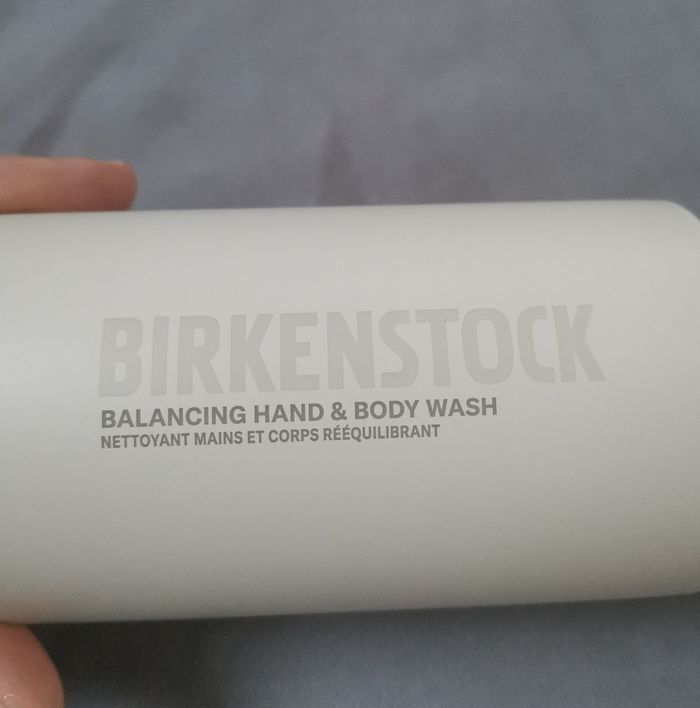 BIRKENSTOCK
BALANCING HAND & BODY WASH
NETTOYANT MAINS ET CORPS RÉÉQUILIBRANT